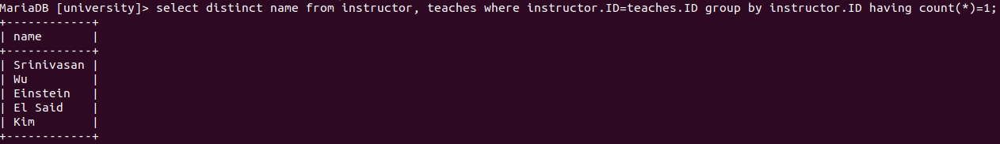 MariaDB [university]> select distinct name from instructor, teaches where instructor.ID=teaches.ID group by instructor.ID having count(*)=1;
+------------+
| name       |
+------------+
| Srinivasan |
| Wu         |
| Einstein   |
| El Said    |
| Kim        |
+------------+